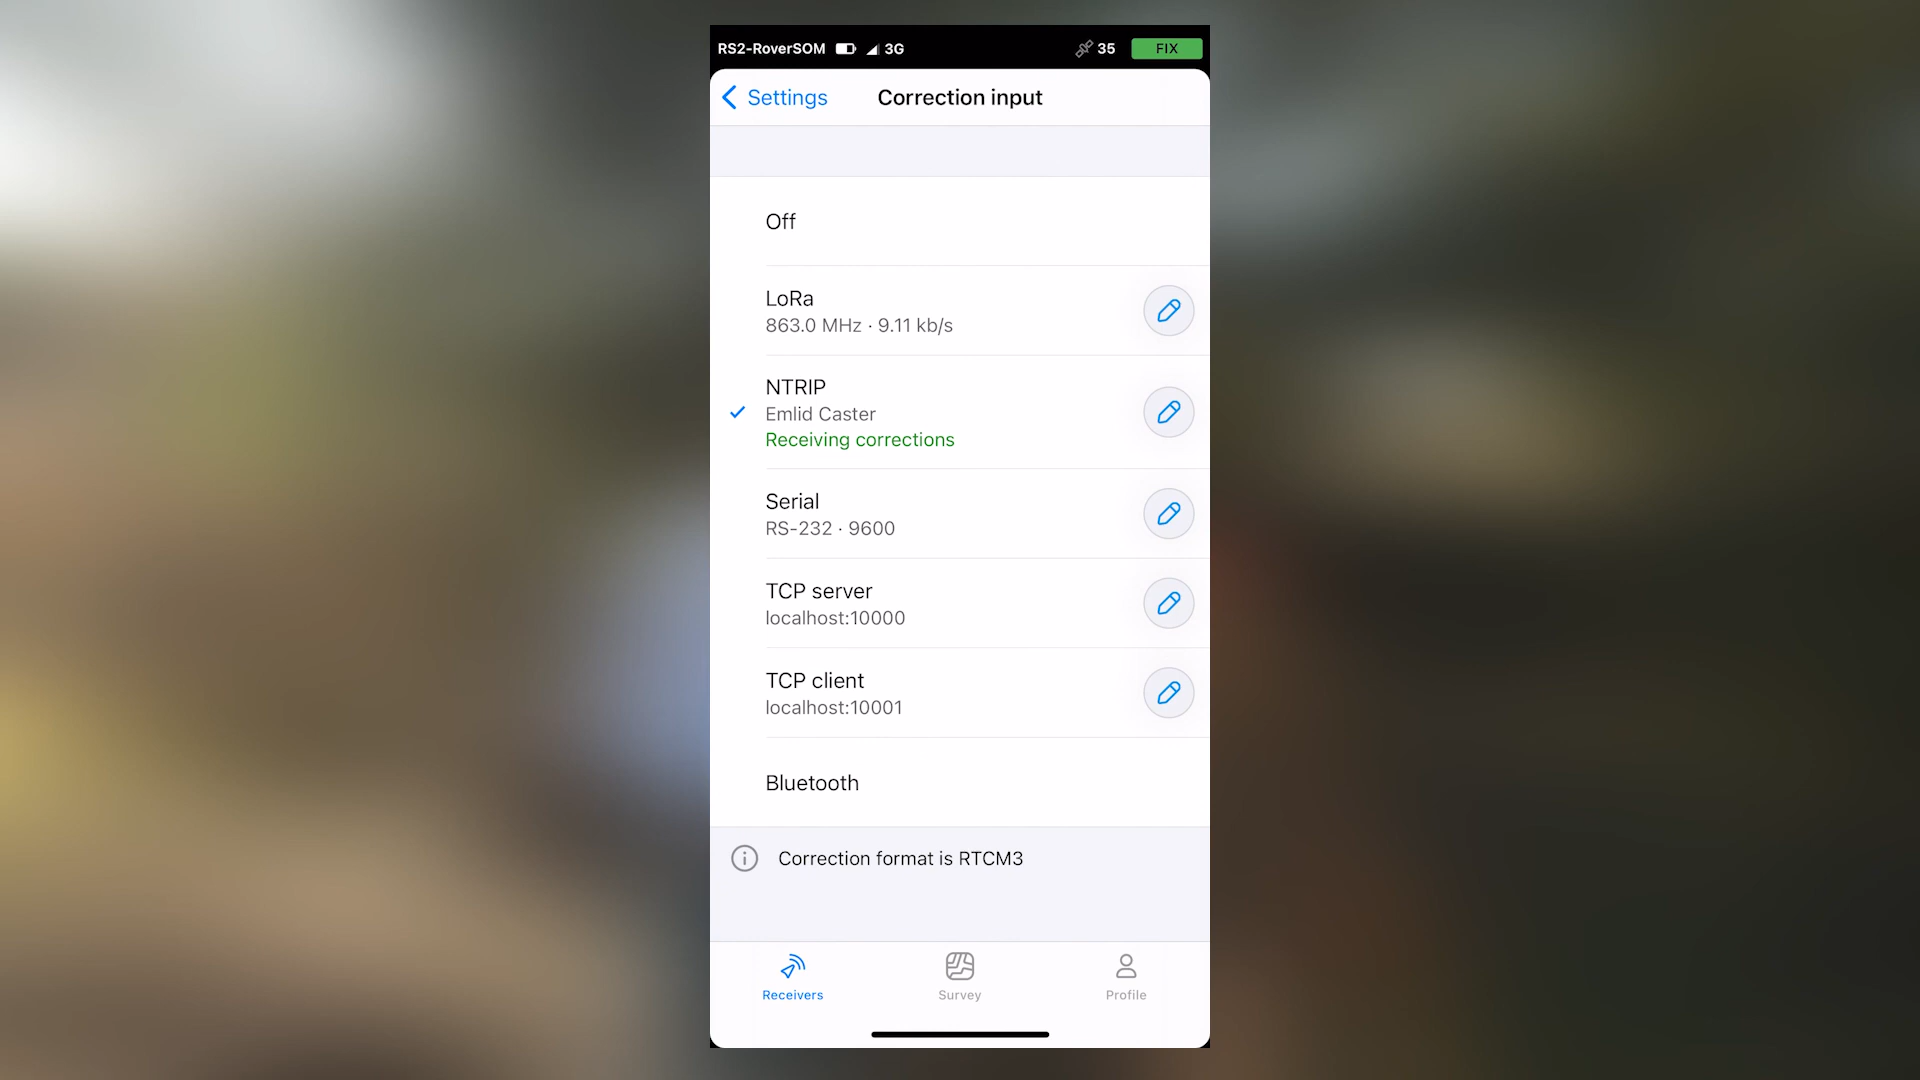 RS2-RoverSOM 3G 35 FIX
Settings Correction input
Off
LoRa
863.0 MHz · 9.11 kb/s
NTRIP
Emlid Caster
Receiving corrections
Serial
RS-232 · 9600
TCP server
localhost:10000
TCP client
localhost:10001
Bluetooth
Correction format is RTCM3
Receivers Survey Profile